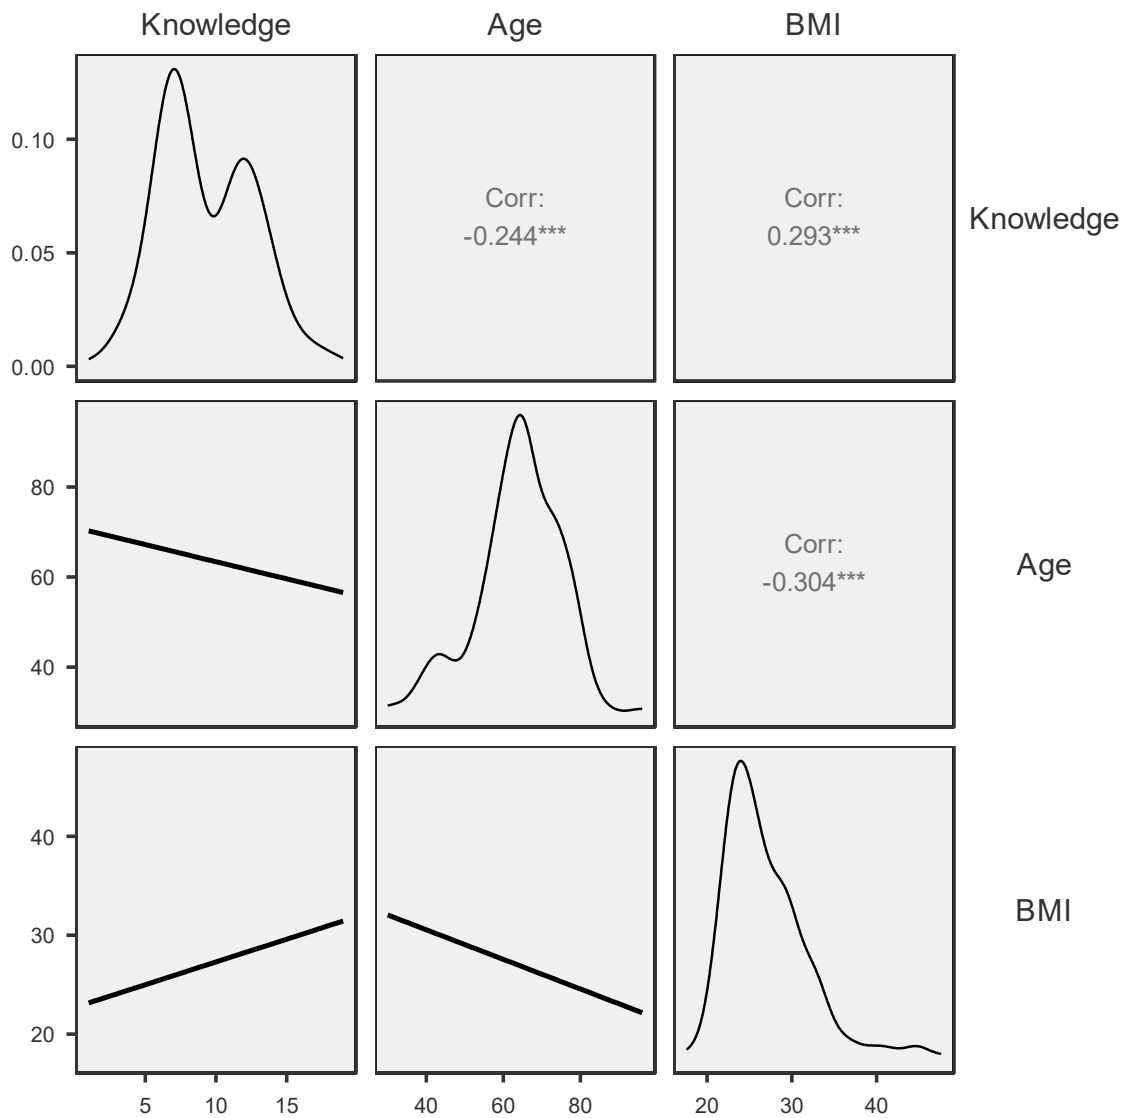 Knowledge Age BMI
0.10
0.05
0.00
Corr:
-0.244***
Corr:
0.293***
Knowledge
80
60
40
Corr:
-0.304***
Age
40
30
20
BMI
5 10 15 40 60 80 20 30 40